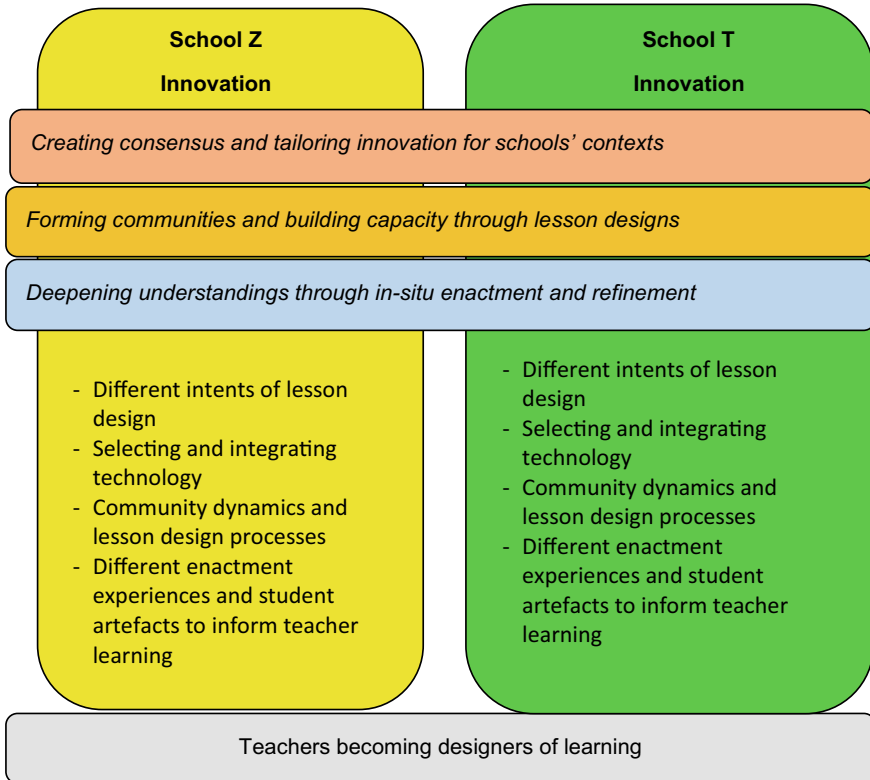 School Z
Innovation
School T
Innovation
Creating consensus and tailoring innovation for schools’ contexts
Forming communities and building capacity through lesson designs
Deepening understandings through in-situ enactment and refinement
- Different intents of lesson
design
- Selecting and integrating
technology
- Community dynamics and
lesson design processes
- Different enactment
experiences and student
artefacts to inform teacher
learning
- Different intents of lesson
design
- Selecting and integrating
technology
- Community dynamics and
lesson design processes
- Different enactment
experiences and student
artefacts to inform teacher
learning
Teachers becoming designers of learning